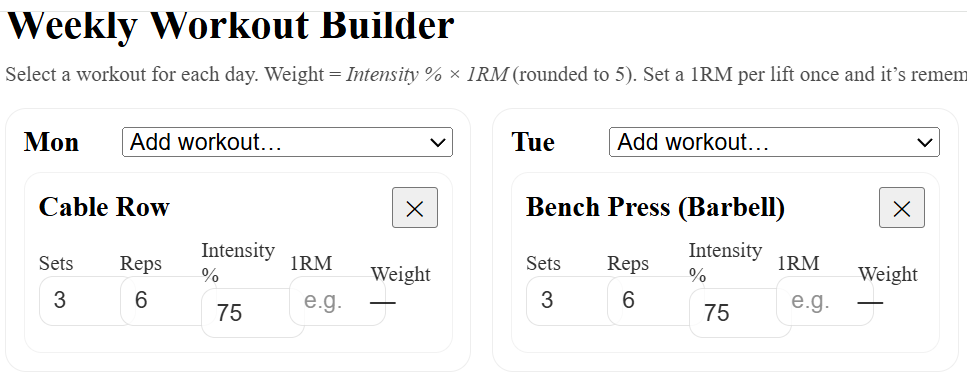 Weekly Workout Builder
Select a workout for each day. Weight = Intensity % × 1RM (rounded to 5). Set a 1RM per lift once and it’s remem
Mon
Add workout…
Cable Row
×
Sets
Reps
Intensity
%
1RM
Weight
3
6
75
e.g.
—
Tue
Add workout…
Bench Press (Barbell)
×
Sets
Reps
Intensity
%
1RM
Weight
3
6
75
e.g.
—